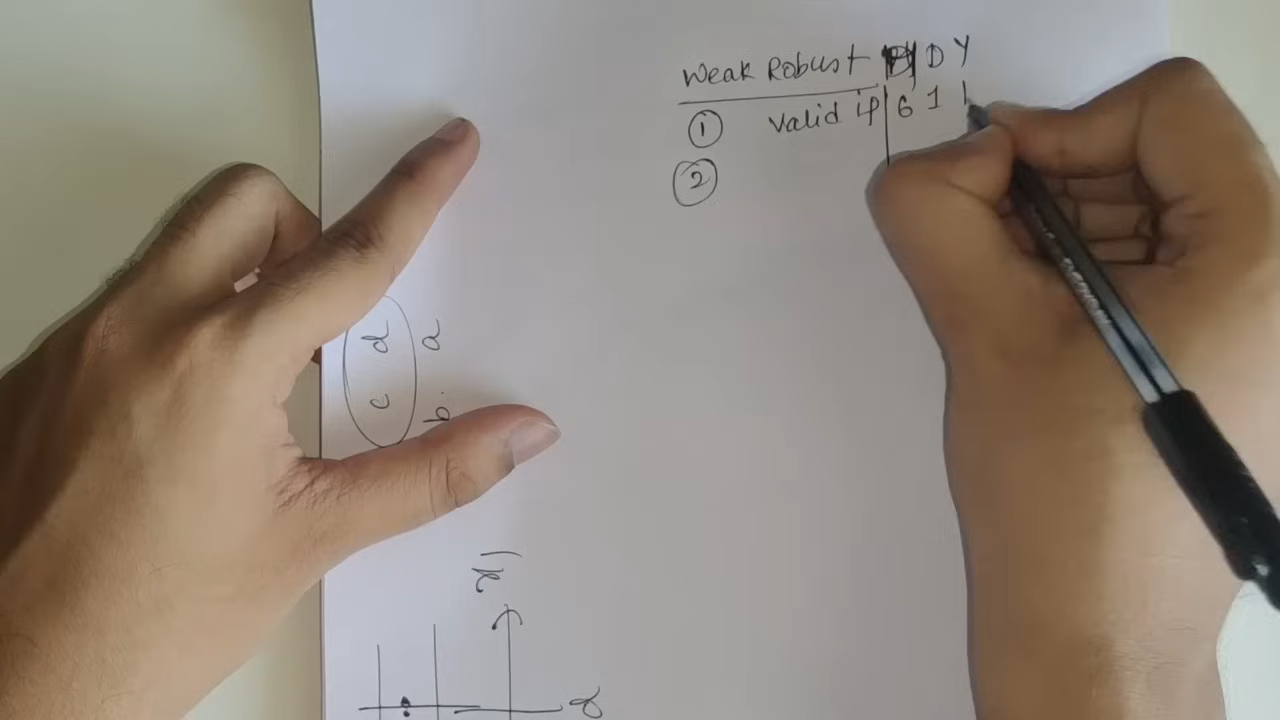 Weak Robust D Y
① Valid ip 6 1 1
②
c d
b a
x